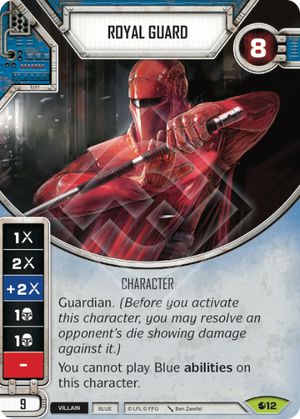 ROYAL GUARD
8
1
2
+2
1
1
–
9
CHARACTER
Guardian. (Before you activate
this character, you may resolve an
opponent's die showing damage
against it.)
You cannot play Blue abilities on
this character.
VILLAIN
BLUE
© LFL © FFG
Ben Zweifel
12